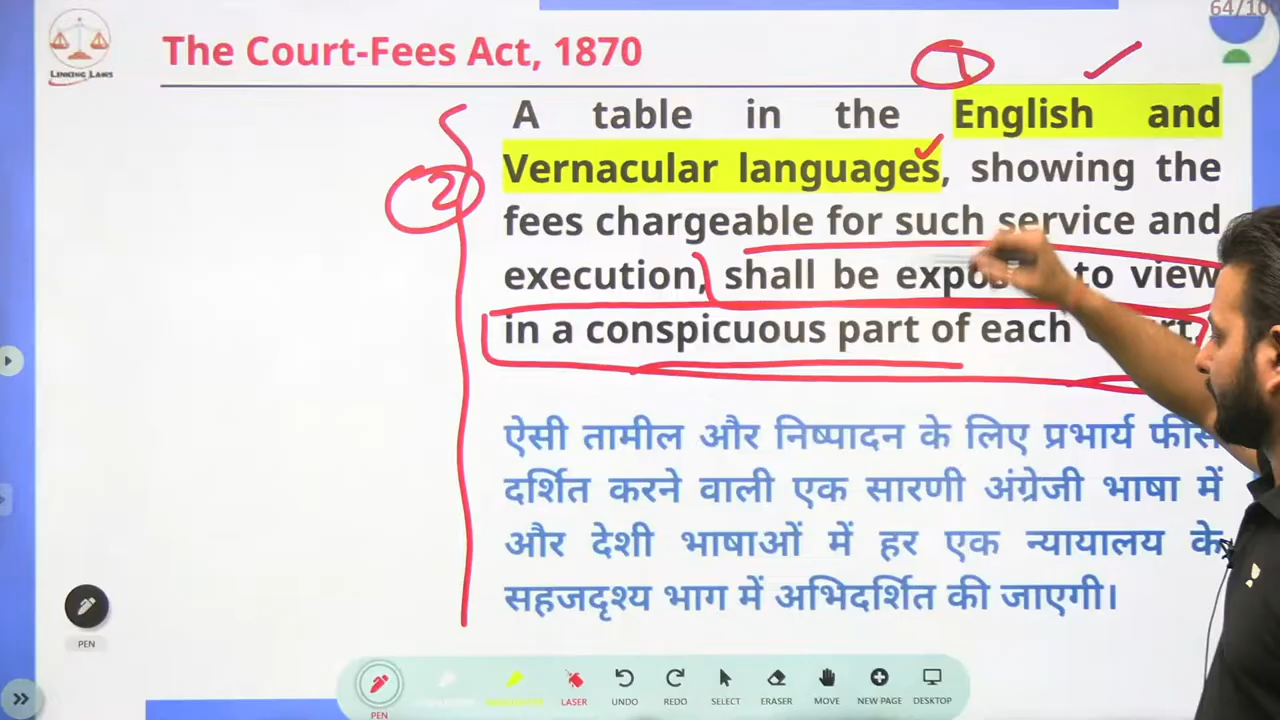 64/100
LINKING LAWS
The Court-Fees Act, 1870
1
A table in the English and
Vernacular languages, showing the
2
fees chargeable for such service and
execution, shall be to view
in a conspicuous part of each
ऐसी तामील और निष्पादन के लिए प्रभार्य फीस
दर्शित करने वाली एक सारणी अंग्रेजी भाषा में
और देशी भाषाओं में हर एक न्यायालय के
सहजदृश्य भाग में अभिदर्शित की जाएगी।
PEN
PEN
LASER
UNDO
REDO
SELECT
ERASER
MOVE
NEW PAGE
DESKTOP